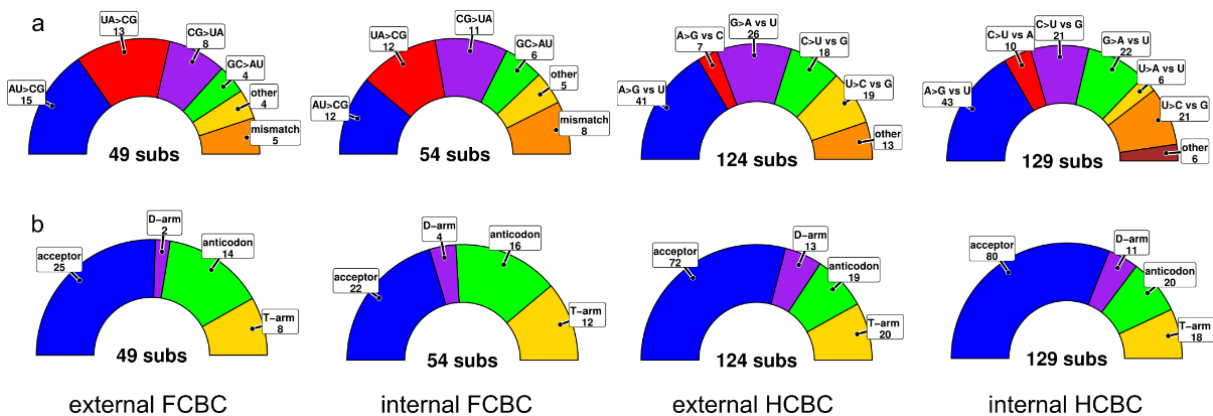 a
UA>CG
13
CG>UA
8
GC>AU
4
other
4
mismatch
5
AU>CG
15
49 subs
UA>CG
12
CG>UA
11
GC>AU
6
other
5
mismatch
8
AU>CG
12
54 subs
A>G vs C
7
G>A vs U
26
C>U vs G
18
U>C vs G
19
other
13
A>G vs U
41
124 subs
C>U vs A
10
C>U vs G
21
G>A vs U
22
U>A vs U
6
U>C vs G
21
other
6
A>G vs U
43
129 subs
b
acceptor
25
D-arm
2
anticodon
14
T-arm
8
49 subs
acceptor
22
D-arm
4
anticodon
16
T-arm
12
54 subs
acceptor
72
D-arm
13
anticodon
19
T-arm
20
124 subs
acceptor
80
D-arm
11
anticodon
20
T-arm
18
129 subs
external FCBC
internal FCBC
external HCBC
internal HCBC